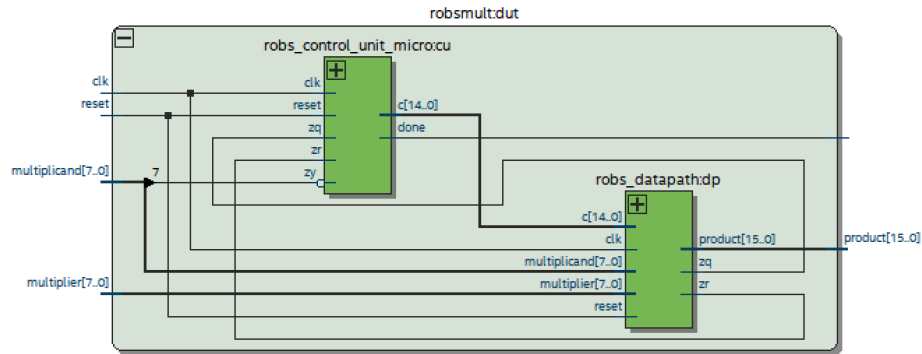 robsmult:dut
robs_control_unit_micro:cu
clk
reset
multiplicand[7..0]
multiplier[7..0]
7
clk
reset
zq
zr
zy
c[14..0]
done
robs_datapath:dp
c[14..0]
clk
multiplicand[7..0]
multiplier[7..0]
reset
product[15..0]
zq
zr
product[15..0]